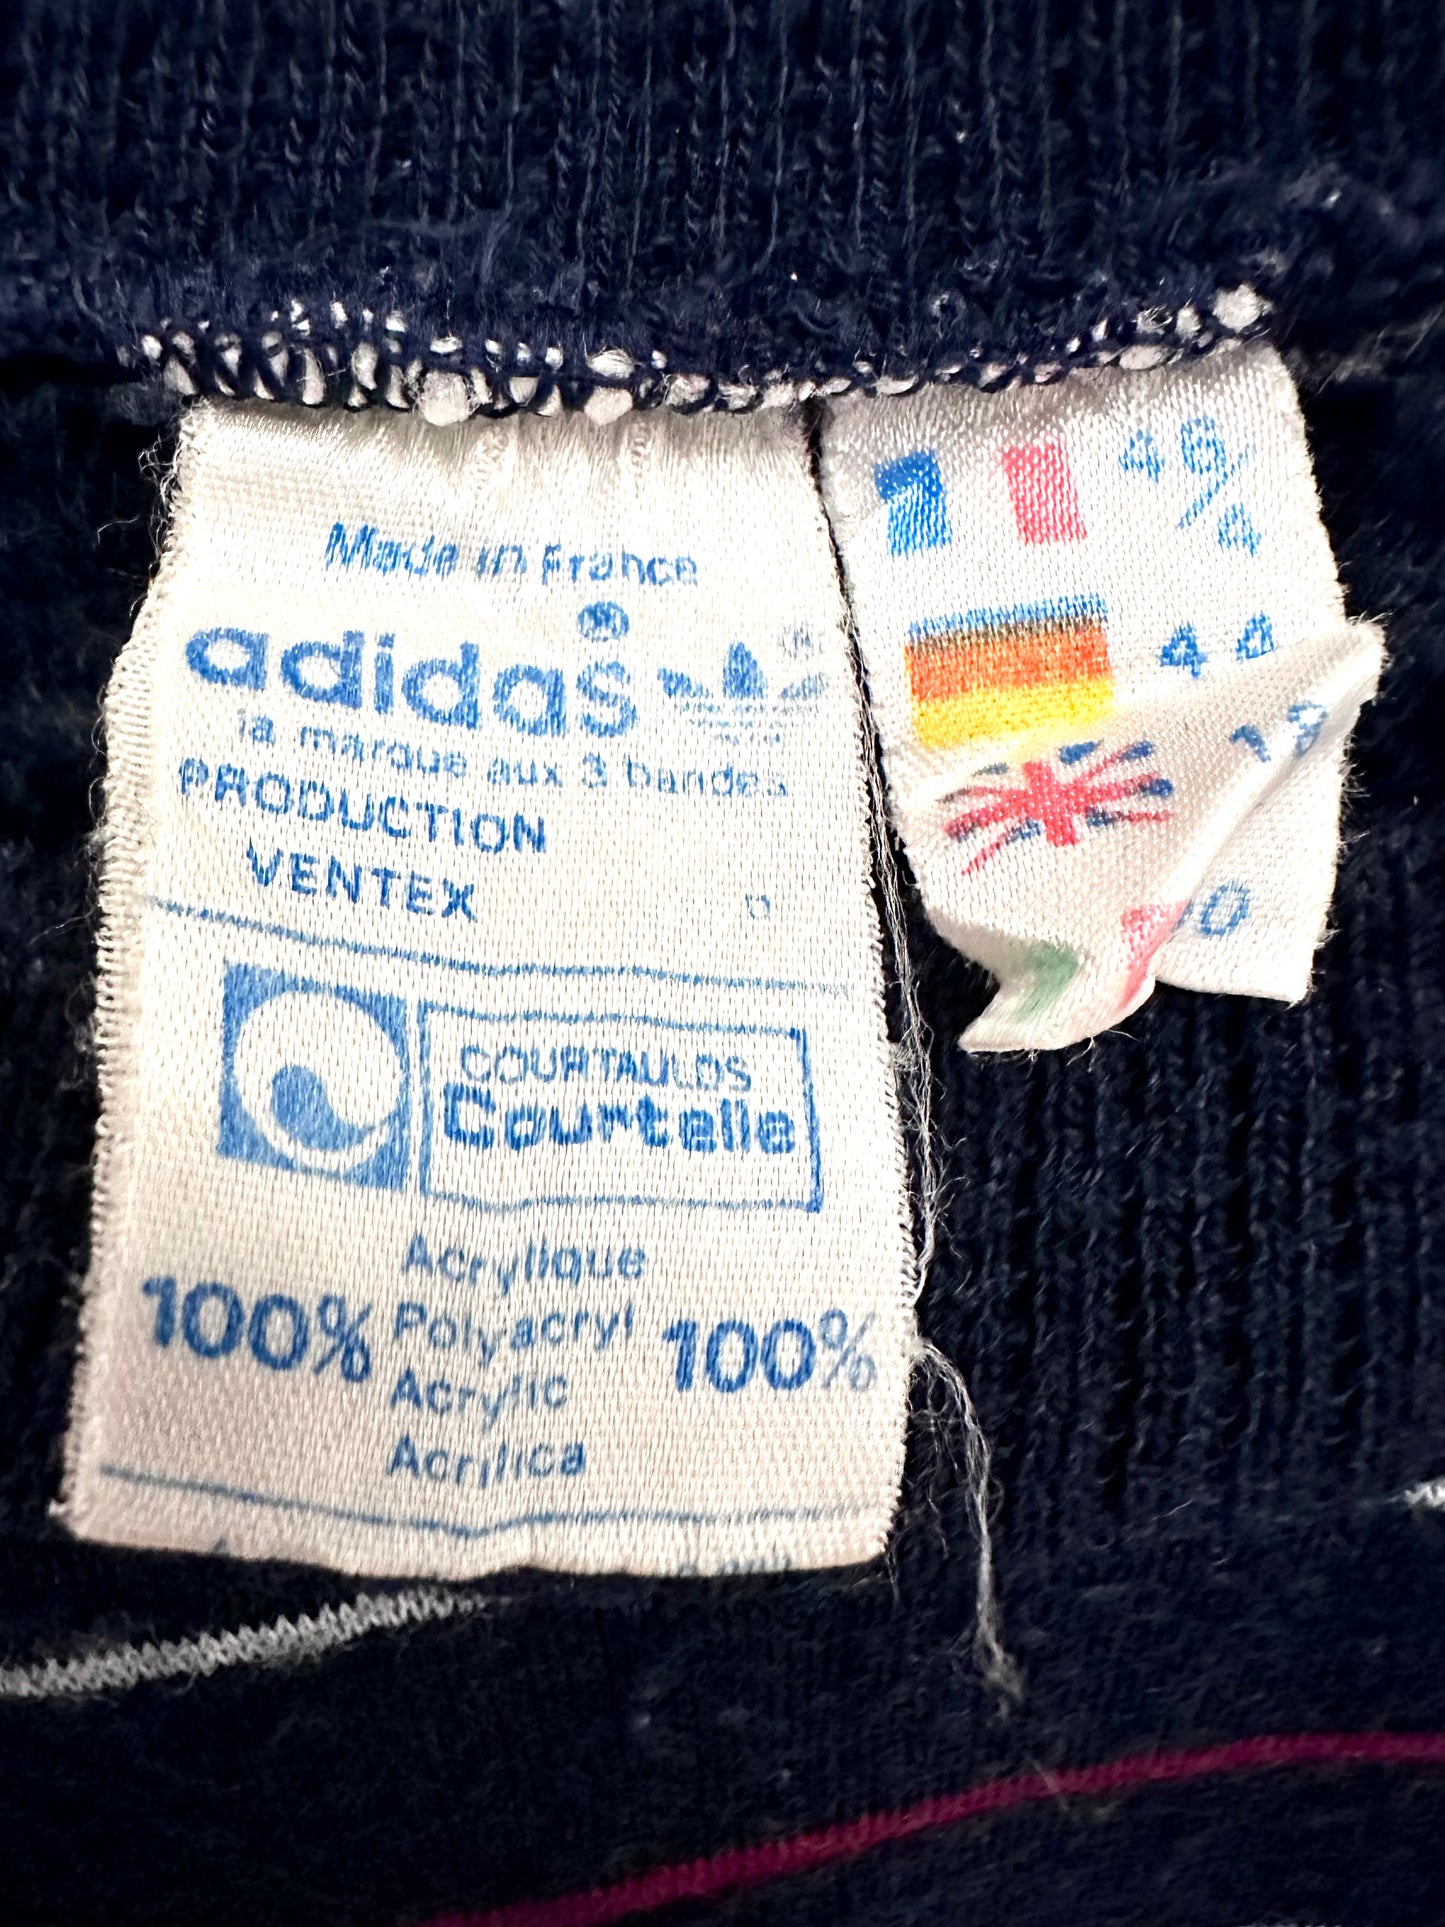 Made in France
adidas ®
la marque aux 3 bandes
PRODUCTION
VENTEX
D
COURTAULDS
Courtelle
Acrylique
100% Polyacryl 100%
Acrylic
Acrilica
46/
4
44